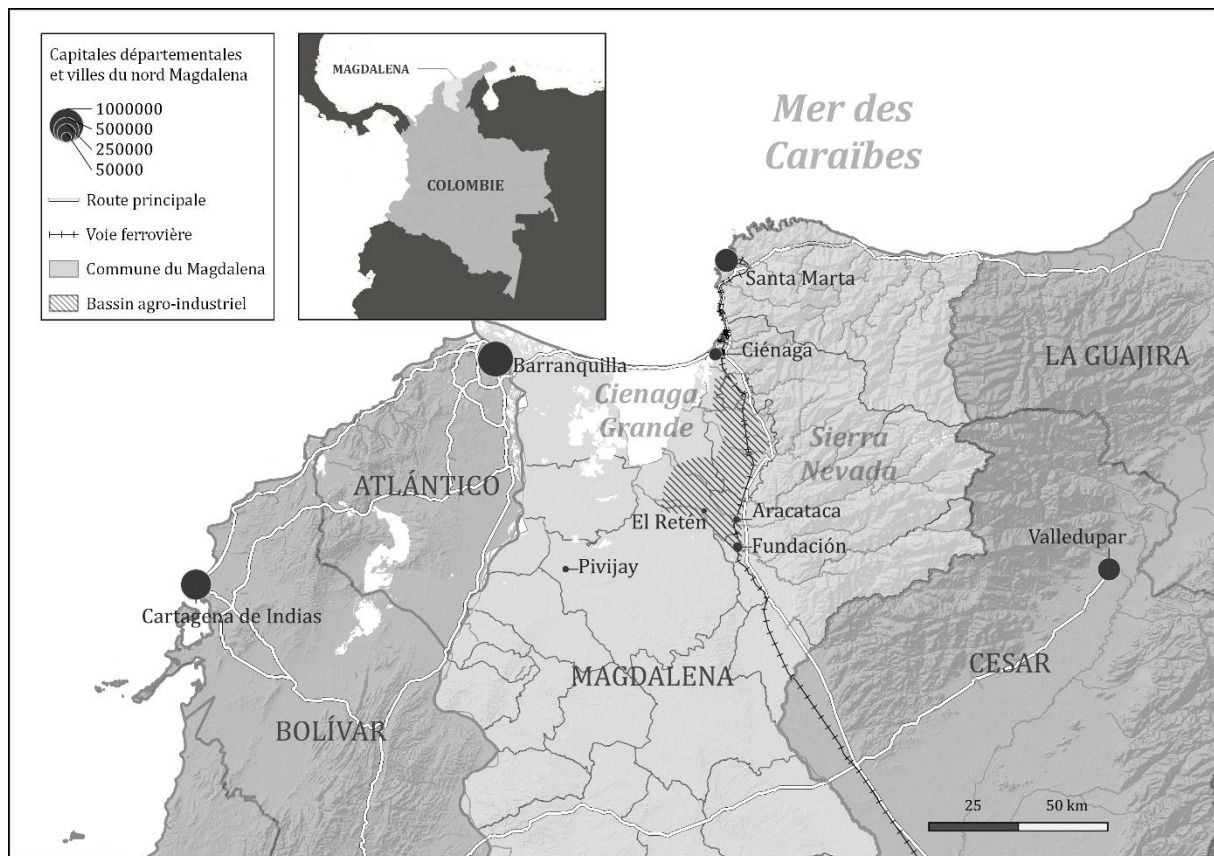 Capitales départementales
et villes du nord Magdalena
1000000
500000
250000
50000
Route principale
Voie ferrovière
Commune du Magdalena
Bassin agro-industriel
MAGDALENA
COLOMBIE
Mer des
Caraïbes
Santa Marta
Ciénaga
LA GUAJIRA
Barranquilla
Cienaga
Grande
Sierra
Nevada
ATLÁNTICO
El Retén
Aracataca
Fundación
Valledupar
Pivijay
Cartagena de Indias
MAGDALENA
CESAR
BOLÍVAR
25
50 km